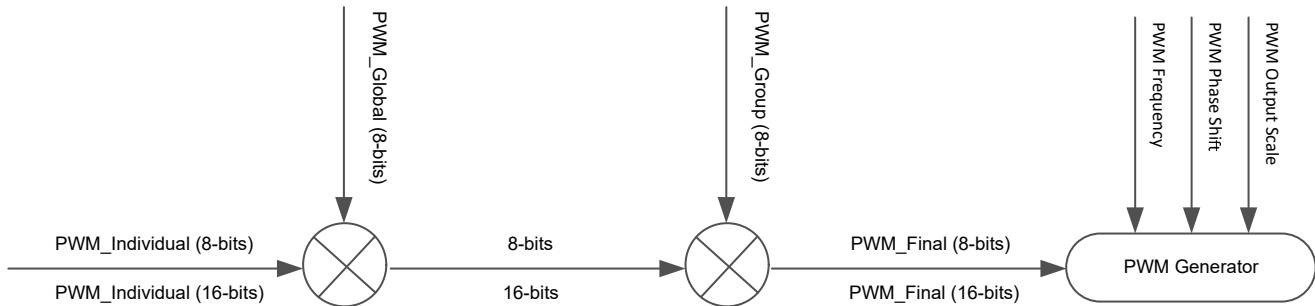 PWM_Global (8-bits)
PWM_Group (8-bits)
PWM Frequency
PWM Phase Shift
PWM Output Scale
PWM_Individual (8-bits)
8-bits
PWM_Final (8-bits)
PWM Generator
PWM_Individual (16-bits)
16-bits
PWM_Final (16-bits)